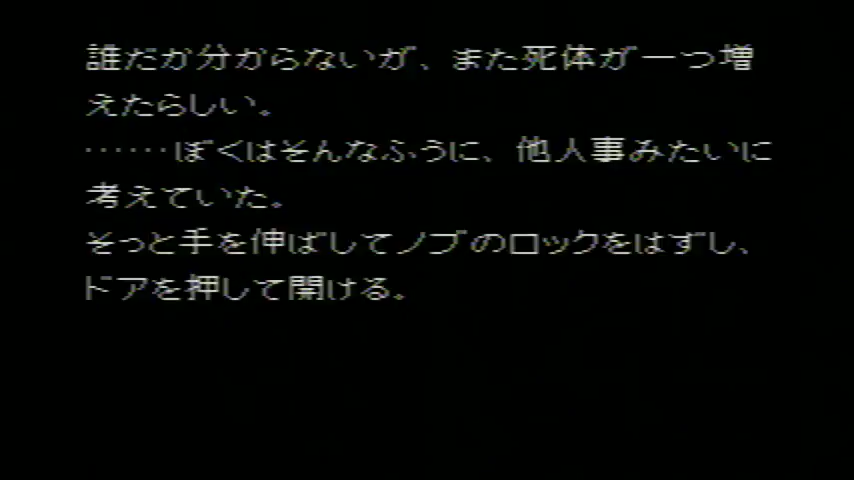 誰だか分からないが、また死体が一つ増
えたらしい。
……ぼくはそんなふうに、他人事みたいに
考えていた。
そっと手を伸ばしてノブのロックをはずし、
ドアを押して開ける。